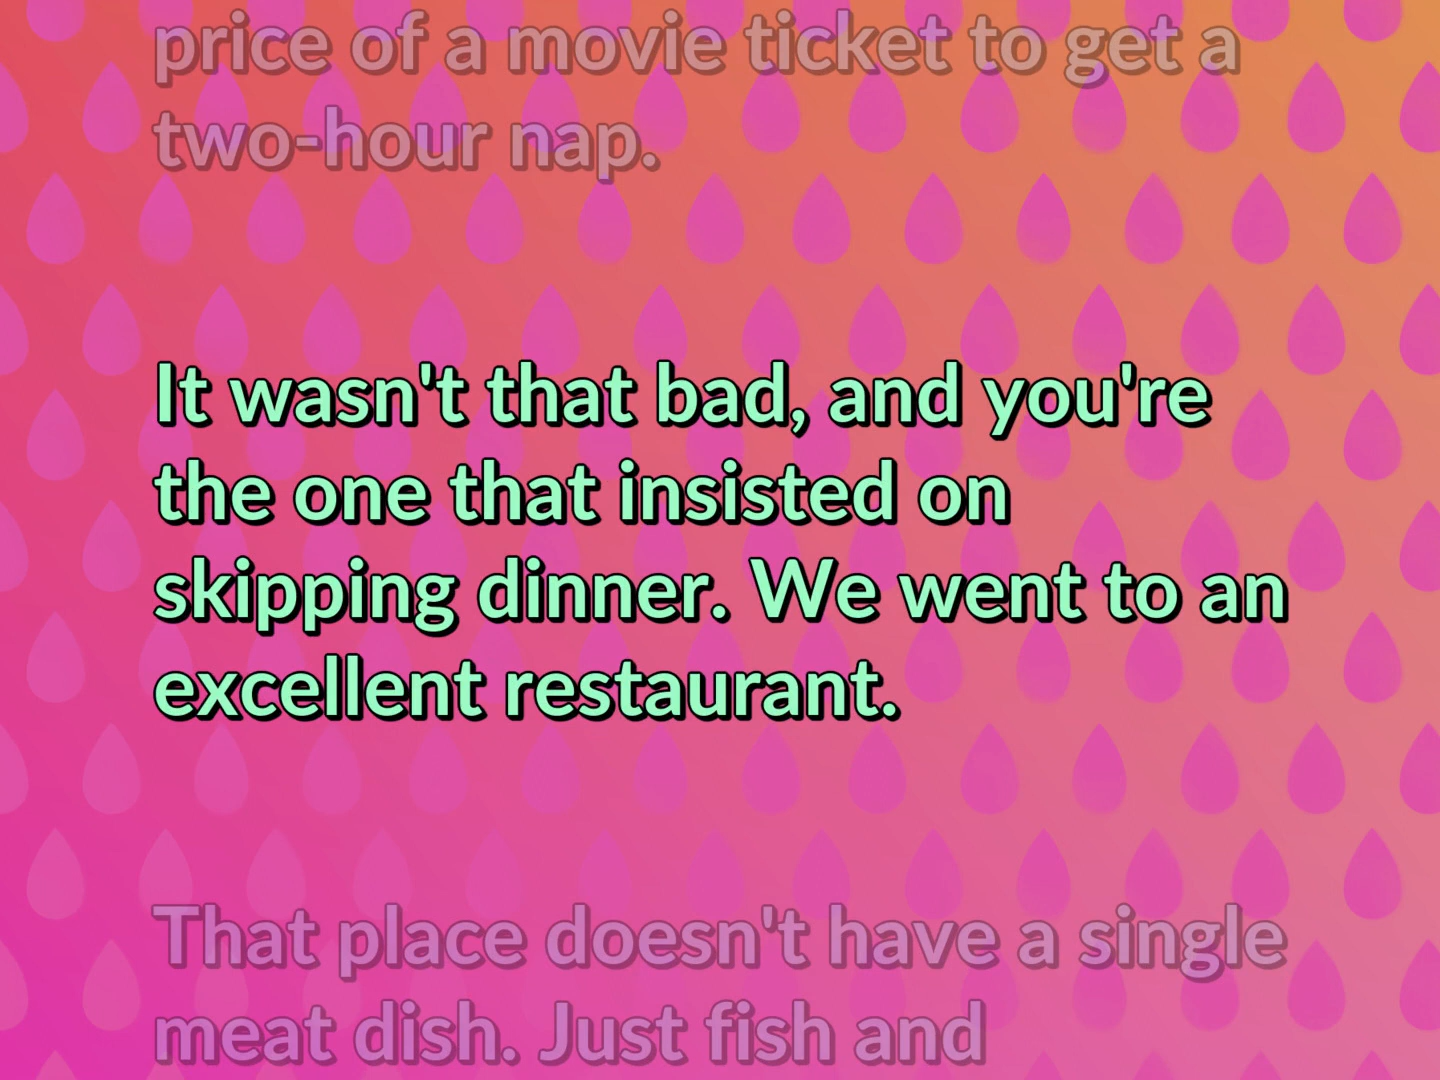 price of a movie ticket to get a
two-hour nap.
It wasn't that bad, and you're
the one that insisted on
skipping dinner. We went to an
excellent restaurant.
That place doesn't have a single
meat dish. Just fish and